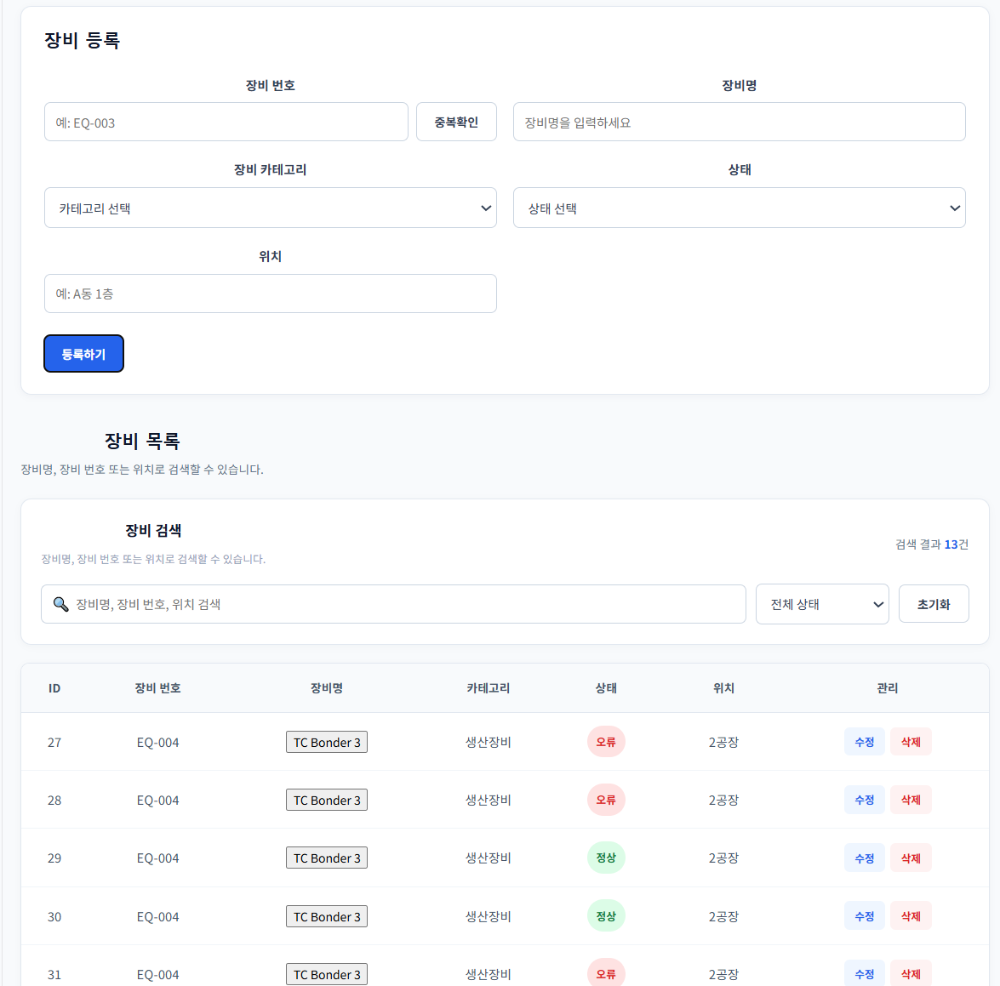 장비 등록
장비 번호
장비명
예: EQ-003
중복확인
장비명을 입력하세요
장비 카테고리
상태
카테고리 선택
상태 선택
위치
예: A동 1층
등록하기
장비 목록
장비명, 장비 번호 또는 위치로 검색할 수 있습니다.
장비 검색
장비명, 장비 번호 또는 위치로 검색할 수 있습니다.
검색 결과 13건
장비명, 장비 번호, 위치 검색
전체 상태
초기화
ID 장비 번호 장비명 카테고리 상태 위치 관리
27 EQ-004 TC Bonder 3 생산장비 오류 2공장 수정 삭제
28 EQ-004 TC Bonder 3 생산장비 오류 2공장 수정 삭제
29 EQ-004 TC Bonder 3 생산장비 정상 2공장 수정 삭제
30 EQ-004 TC Bonder 3 생산장비 정상 2공장 수정 삭제
31 EQ-004 TC Bonder 3 생산장비 오류 2공장 수정 삭제